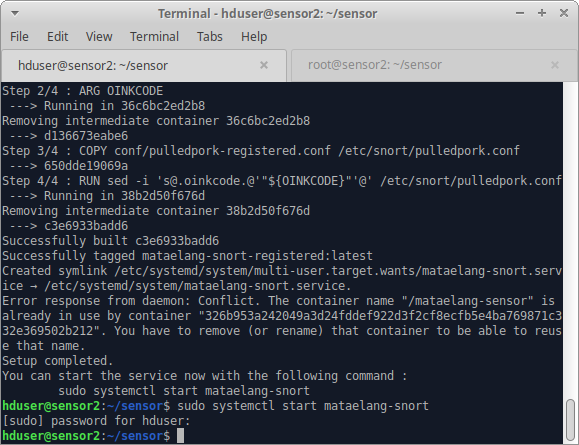 Terminal - hduser@sensor2: ~/sensor
File Edit View Terminal Tabs Help
hduser@sensor2: ~/sensor × root@sensor2: ~/sensor ×
Step 2/4 : ARG OINKCODE
 ---> Running in 36c6bc2ed2b8
Removing intermediate container 36c6bc2ed2b8
 ---> d136673eabe6
Step 3/4 : COPY conf/pulledpork-registered.conf /etc/snort/pulledpork.conf
 ---> 650dde19069a
Step 4/4 : RUN sed -i 's@.oinkcode.@'"${OINKCODE}"'@' /etc/snort/pulledpork.conf
 ---> Running in 38b2d50f676d
Removing intermediate container 38b2d50f676d
 ---> c3e6933badd6
Successfully built c3e6933badd6
Successfully tagged mataelang-snort-registered:latest
Created symlink /etc/systemd/system/multi-user.target.wants/mataelang-snort.serv
ice → /etc/systemd/system/mataelang-snort.service.
Error response from daemon: Conflict. The container name "/mataelang-sensor" is
already in use by container "326b953a242049a3d24fddef922d3f2cf8ecfb5e4ba769871c3
32e369502b212". You have to remove (or rename) that container to be able to reus
e that name.
Setup completed.
You can start the service now with the following command :
        sudo systemctl start mataelang-snort
hduser@sensor2:~/sensor$ sudo systemctl start mataelang-snort
[sudo] password for hduser:
hduser@sensor2:~/sensor$